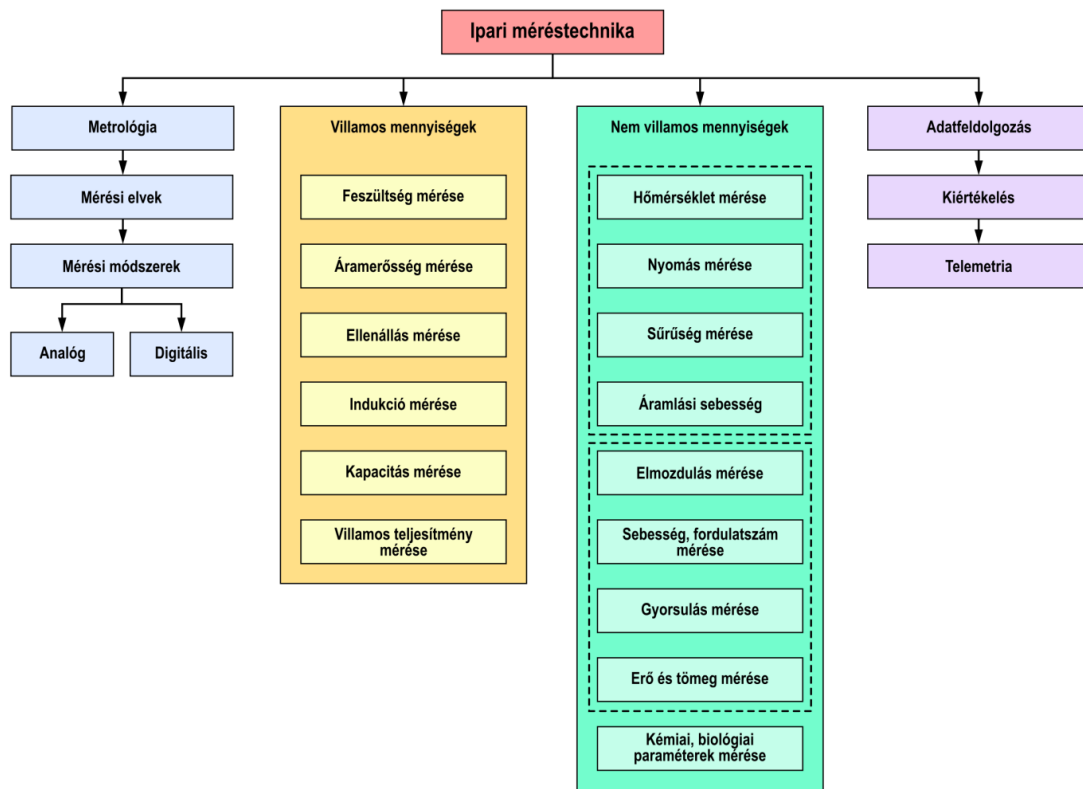 Ipari méréstechnika
Metrológia
Mérési elvek
Mérési módszerek
Analóg
Digitális
Villamos mennyiségek
Feszültség mérése
Áramerősség mérése
Ellenállás mérése
Indukció mérése
Kapacitás mérése
Villamos teljesítmény
mérése
Nem villamos mennyiségek
Hőmérséklet mérése
Nyomás mérése
Sűrűség mérése
Áramlási sebesség
Elmozdulás mérése
Sebesség, fordulatszám
mérése
Gyorsulás mérése
Erő és tömeg mérése
Kémiai, biológiai
paraméterek mérése
Adatfeldolgozás
Kiértékelés
Telemetria